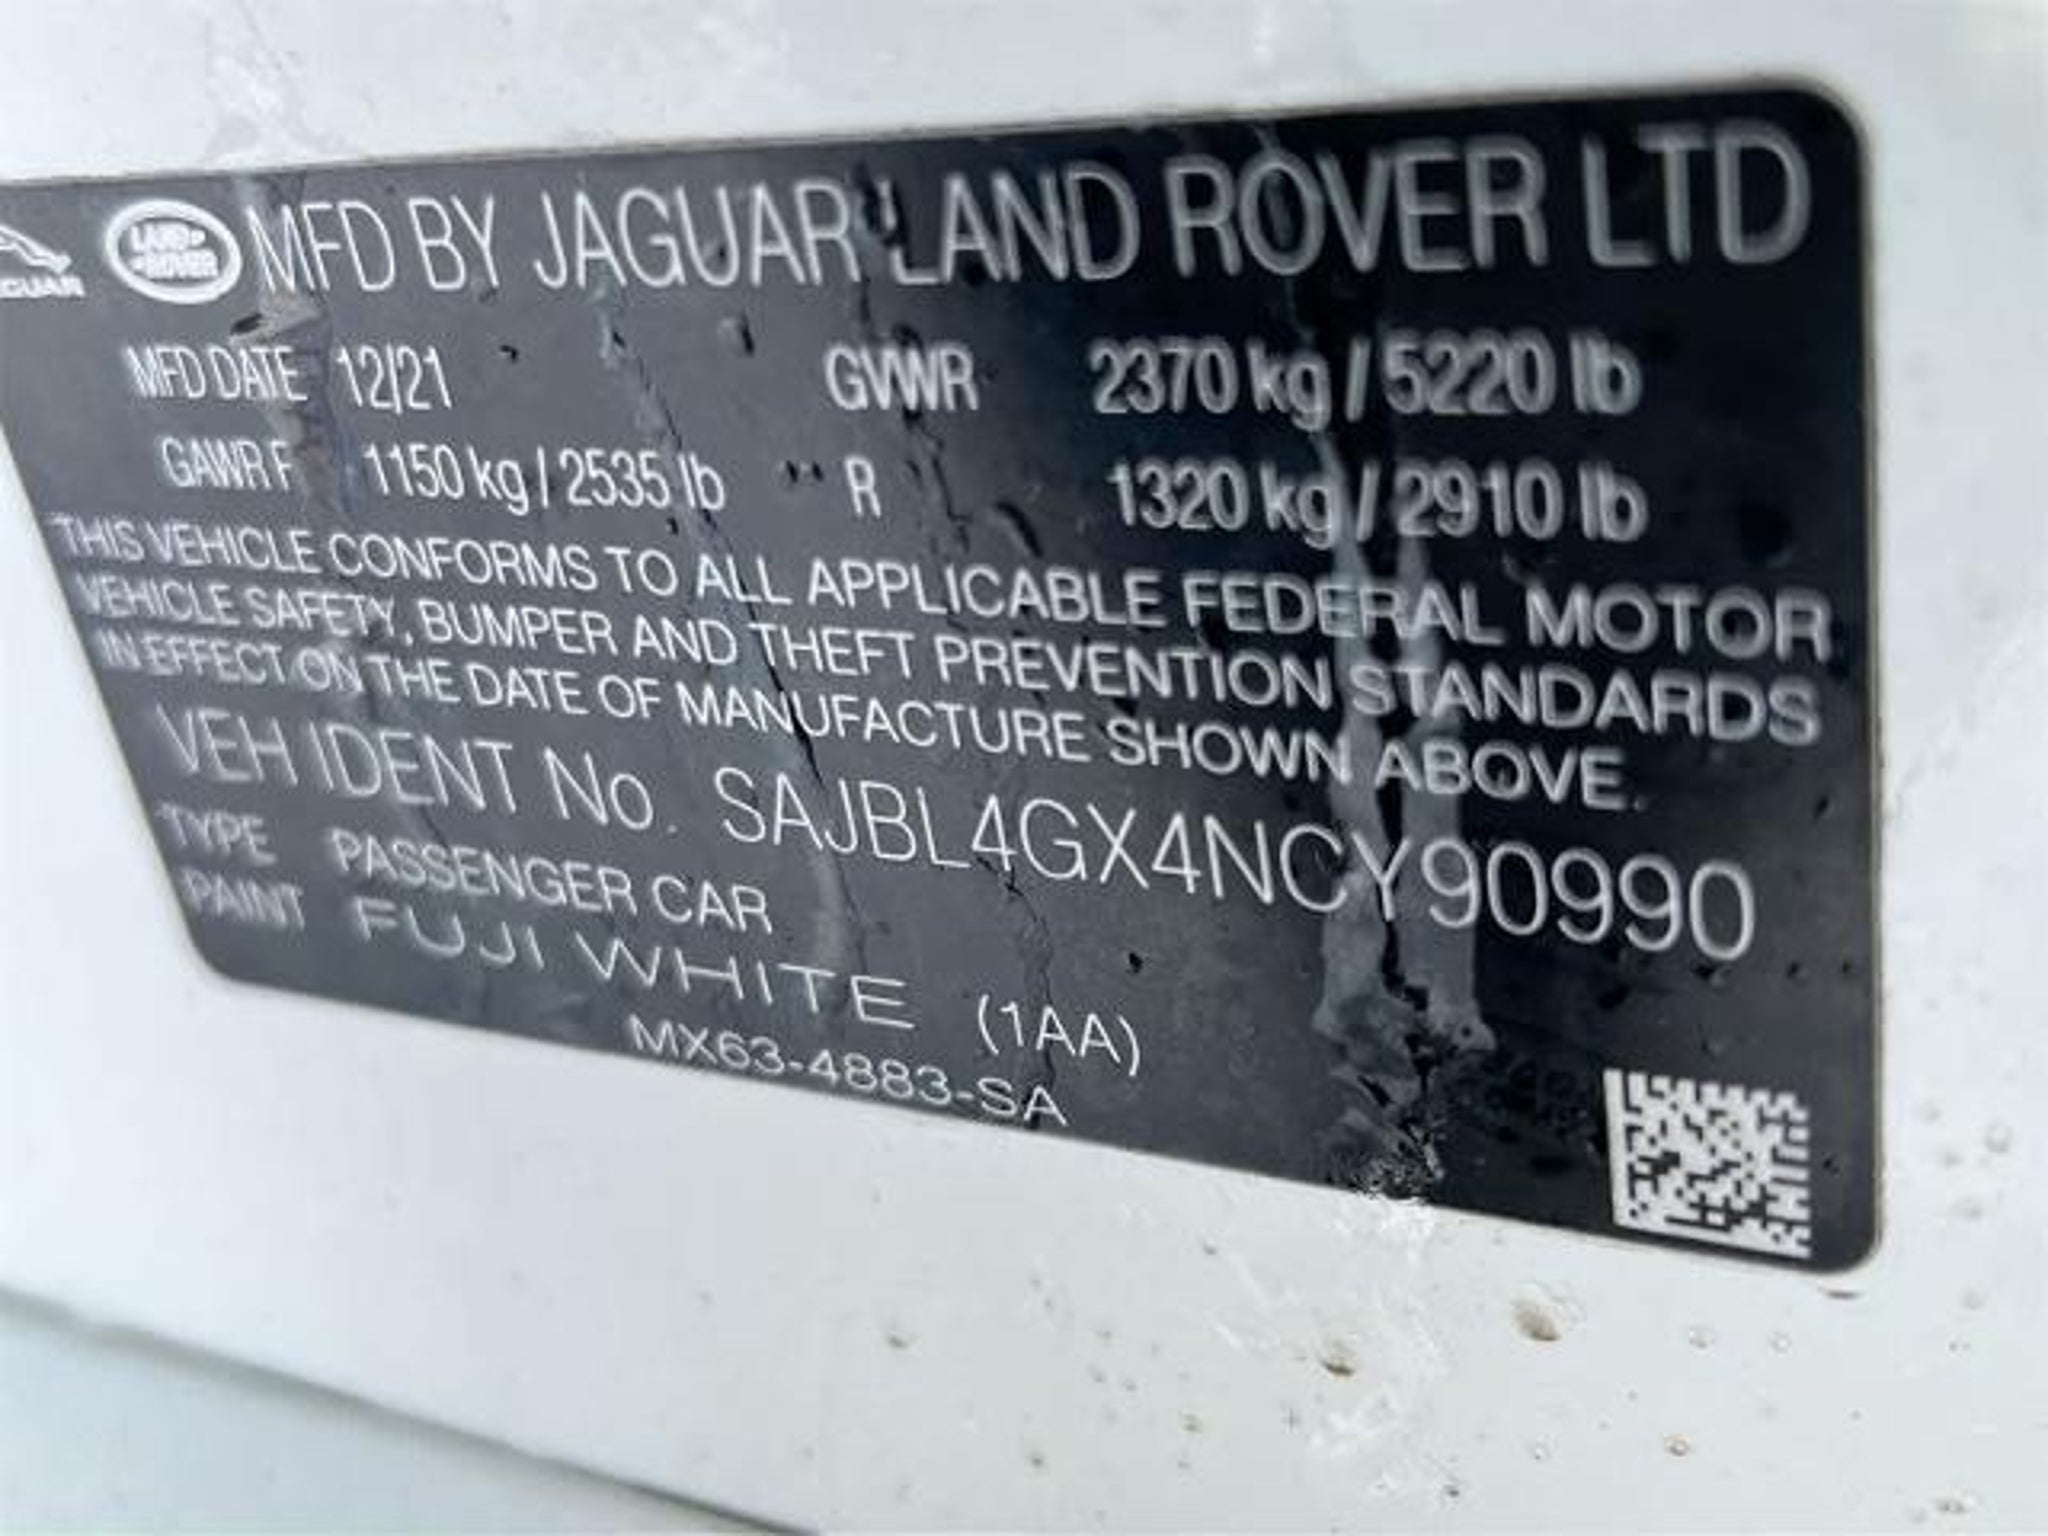 JAGUAR LAND ROVER MFD BY JAGUAR LAND ROVER LTD
MFD DATE 12/21 GVWR 2370 kg / 5220 lb
GAWR F 1150 kg / 2535 lb R 1320 kg / 2910 lb
THIS VEHICLE CONFORMS TO ALL APPLICABLE FEDERAL MOTOR
VEHICLE SAFETY, BUMPER AND THEFT PREVENTION STANDARDS
IN EFFECT ON THE DATE OF MANUFACTURE SHOWN ABOVE.
VEH IDENT No. SAJBL4GX4NCY90990
TYPE PASSENGER CAR
PAINT FUJI WHITE (1AA)
MX63-4883-SA